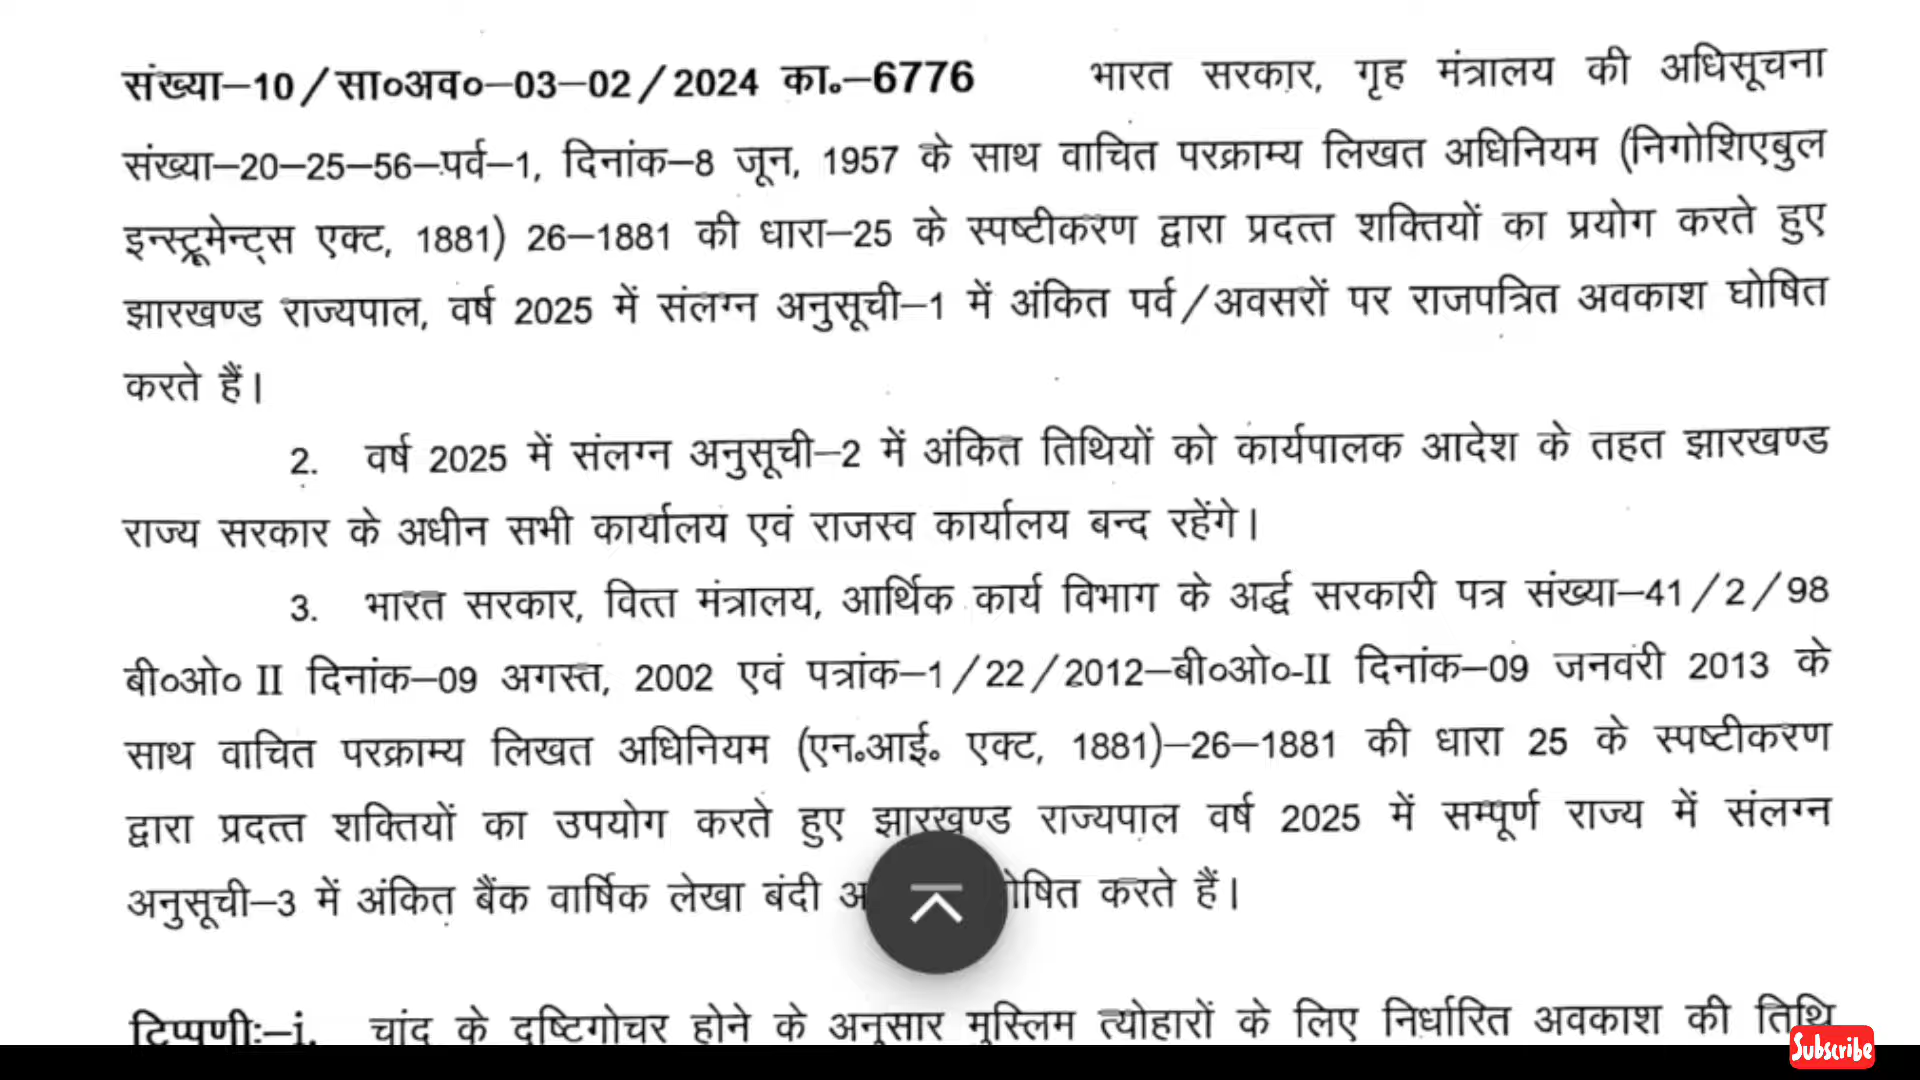 संख्या–10/सा०अव०–03–02/2024 का०–6776 भारत सरकार, गृह मंत्रालय की अधिसूचना
संख्या–20–25–56–पर्व–1, दिनांक–8 जून, 1957 के साथ वाचित परक्राम्य लिखत अधिनियम (निगोशिएबुल
इन्स्ट्रूमेन्ट्स एक्ट, 1881) 26–1881 की धारा–25 के स्पष्टीकरण द्वारा प्रदत्त शक्तियों का प्रयोग करते हुए
झारखण्ड राज्यपाल, वर्ष 2025 में संलग्न अनुसूची–1 में अंकित पर्व/अवसरों पर राजपत्रित अवकाश घोषित
करते हैं।
2. वर्ष 2025 में संलग्न अनुसूची–2 में अंकित तिथियों को कार्यपालक आदेश के तहत झारखण्ड
राज्य सरकार के अधीन सभी कार्यालय एवं राजस्व कार्यालय बन्द रहेंगे।
3. भारत सरकार, वित्त मंत्रालय, आर्थिक कार्य विभाग के अर्द्ध सरकारी पत्र संख्या–41/2/98
बी०ओ० II दिनांक–09 अगस्त, 2002 एवं पत्रांक–1/22/2012–बी०ओ०-II दिनांक–09 जनवरी 2013 के
साथ वाचित परक्राम्य लिखत अधिनियम (एन०आई० एक्ट, 1881)–26–1881 की धारा 25 के स्पष्टीकरण
द्वारा प्रदत्त शक्तियों का उपयोग करते हुए झारखण्ड राज्यपाल वर्ष 2025 में सम्पूर्ण राज्य में संलग्न
अनुसूची–3 में अंकित बैंक वार्षिक लेखा बंदी करते हैं।
टिप्पणीः–i. चांद के दृष्टिगोचर होने के अनुसार मुस्लिम त्योहारों के लिए निर्धारित अवकाश की तिथि
Subscribe